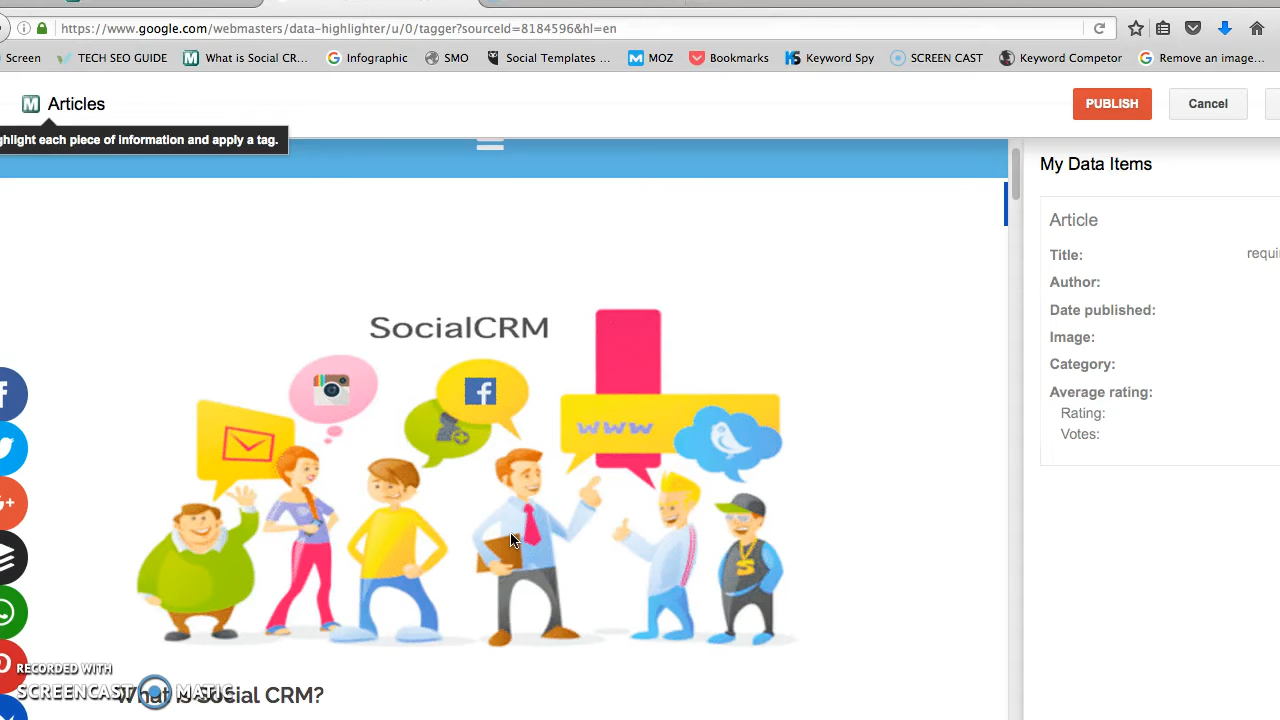 https://www.google.com/webmasters/data-highlighter/u/0/tagger?sourceId=8184596&hl=en
Screen TECH SEO GUIDE What is Social CR... Infographic SMO Social Templates ... MOZ Bookmarks Keyword Spy SCREEN CAST Keyword Competor Remove an image...
M Articles PUBLISH Cancel
ghlight each piece of information and apply a tag.
My Data Items
Article
Title: requi
Author:
Date published:
Image:
Category:
Average rating:
Rating:
Votes:
SocialCRM
www
RECORDED WITH
SCREENCAST MATIC
What is Social CRM?